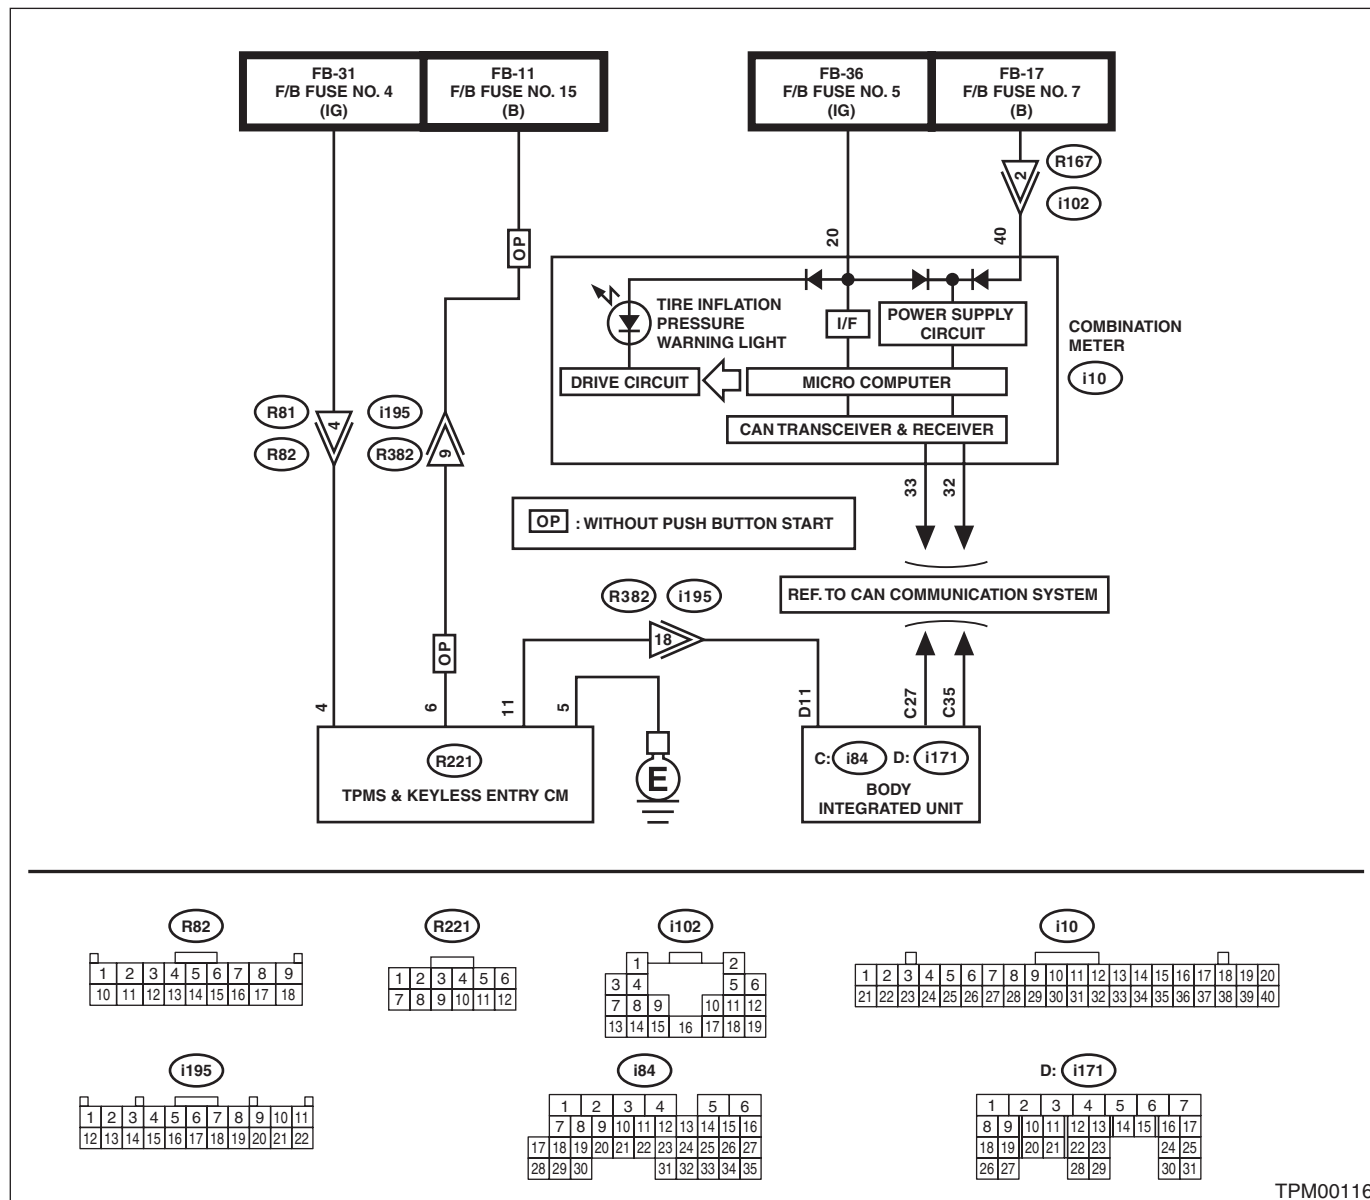 FB-31
F/B FUSE NO. 4
(IG)
FB-11
F/B FUSE NO. 15
(B)
FB-36
F/B FUSE NO. 5
(IG)
FB-17
F/B FUSE NO. 7
(B)
2
R167
i102
20
40
OP
TIRE INFLATION
PRESSURE
WARNING LIGHT
I/F
POWER SUPPLY
CIRCUIT
COMBINATION
METER
i10
DRIVE CIRCUIT
MICRO COMPUTER
CAN TRANSCEIVER & RECEIVER
R81
R82
4
i195
R382
9
33
32
OP : WITHOUT PUSH BUTTON START
REF. TO CAN COMMUNICATION SYSTEM
R382 i195
18
OP
4
6
11
5
D11
C27
C35
E
R221
TPMS & KEYLESS ENTRY CM
C: i84 D: i171
BODY
INTEGRATED UNIT
R82
1 2 3 4 5 6 7 8 9
10 11 12 13 14 15 16 17 18
R221
1 2 3 4 5 6
7 8 9 10 11 12
i102
1 2
3 4 5 6
7 8 9 10 11 12
13 14 15 16 17 18 19
i10
1 2 3 4 5 6 7 8 9 10 11 12 13 14 15 16 17 18 19 20
21 22 23 24 25 26 27 28 29 30 31 32 33 34 35 36 37 38 39 40
i195
1 2 3 4 5 6 7 8 9 10 11
12 13 14 15 16 17 18 19 20 21 22
i84
1 2 3 4 5 6
7 8 9 10 11 12 13 14 15 16
17 18 19 20 21 22 23 24 25 26 27
28 29 30 31 32 33 34 35
D: i171
1 2 3 4 5 6 7
8 9 10 11 12 13 14 15 16 17
18 19 20 21 22 23 24 25
26 27 28 29 30 31
TPM00116